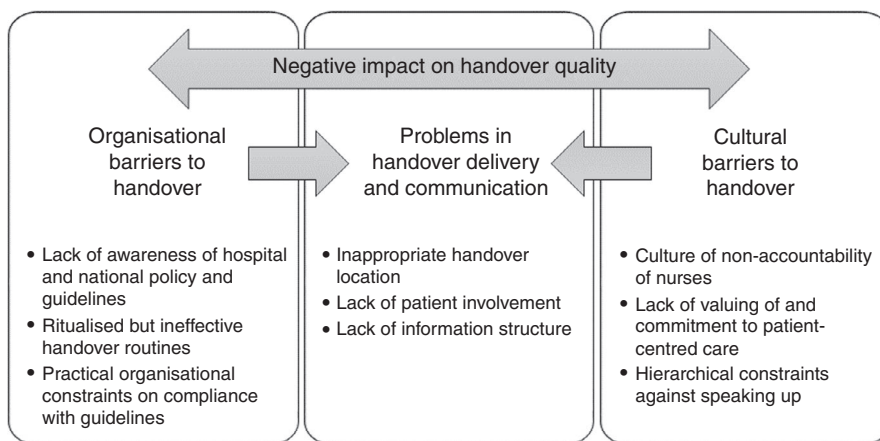 Negative impact on handover quality
Organisational
barriers to
handover
Problems in
handover delivery
and communication
Cultural
barriers to
handover
• Lack of awareness of hospital
and national policy and
guidelines
• Ritualised but ineffective
handover routines
• Practical organisational
constraints on compliance
with guidelines
• Inappropriate handover
location
• Lack of patient involvement
• Lack of information structure
• Culture of non-accountability
of nurses
• Lack of valuing of and
commitment to patient-
centred care
• Hierarchical constraints
against speaking up